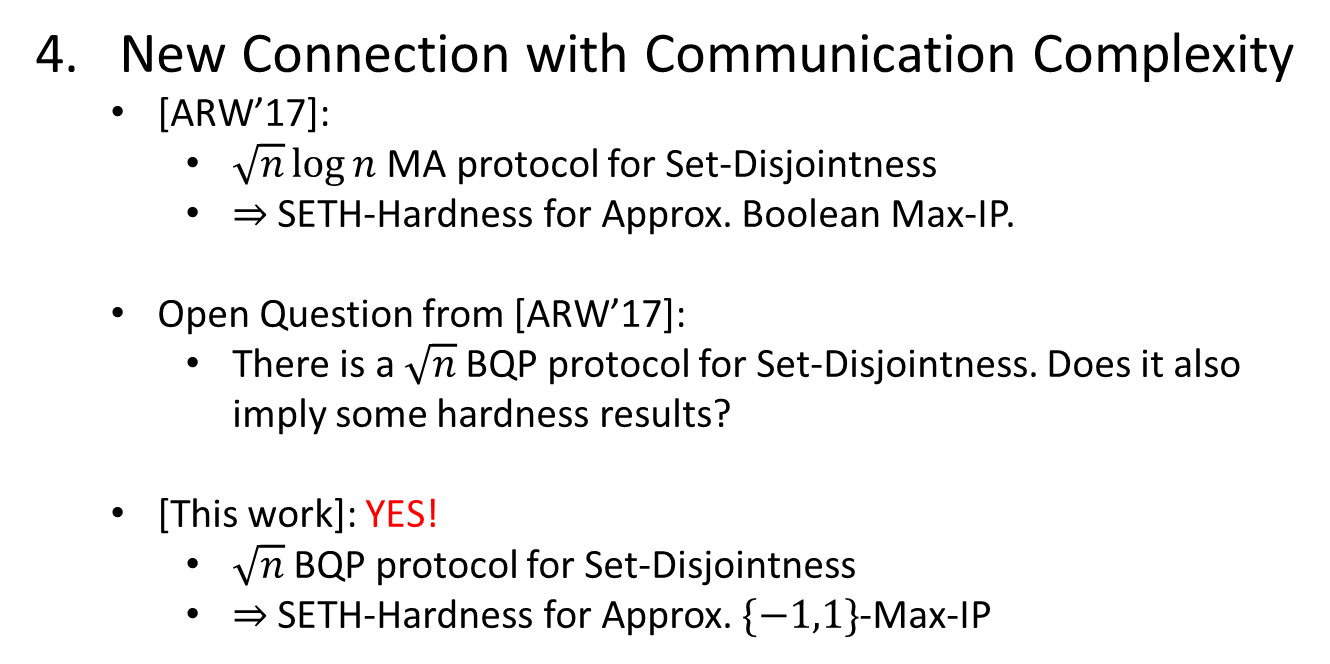 4. New Connection with Communication Complexity
• [ARW’17]:
• √n log n MA protocol for Set-Disjointness
• ⇒ SETH-Hardness for Approx. Boolean Max-IP.
• Open Question from [ARW’17]:
• There is a √n BQP protocol for Set-Disjointness. Does it also
imply some hardness results?
• [This work]: YES!
• √n BQP protocol for Set-Disjointness
• ⇒ SETH-Hardness for Approx. {−1,1}-Max-IP